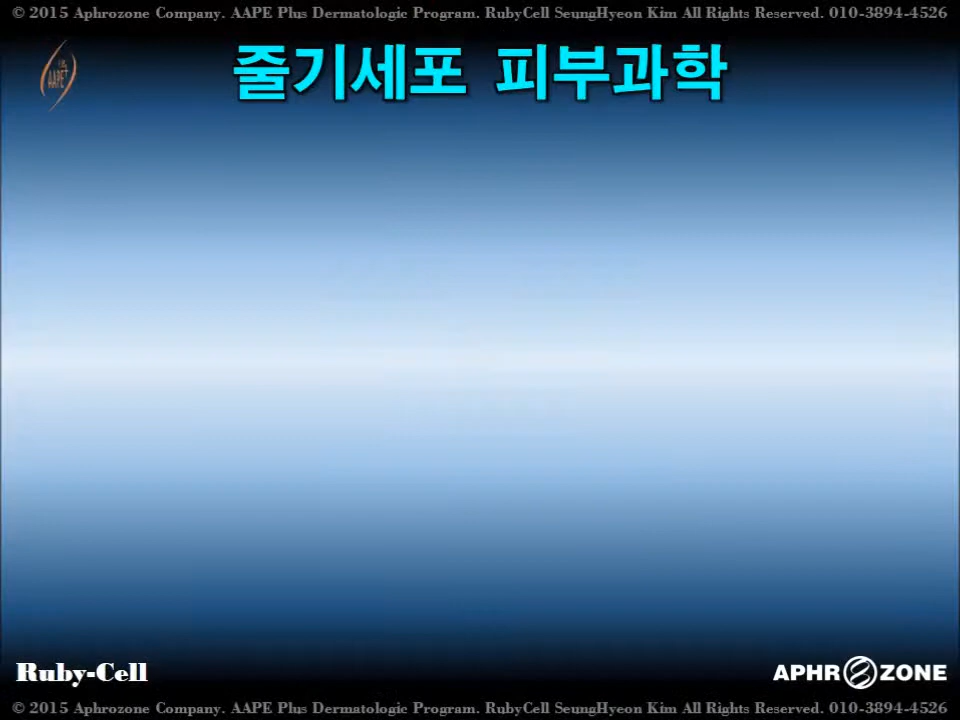 © 2015 Aphrozone Company. AAPE Plus Dermatologic Program. RubyCell SeungHyeon Kim All Rights Reserved. 010-3894-4526
AAPE
줄기세포 피부과학
Ruby-Cell
APHROZONE
© 2015 Aphrozone Company. AAPE Plus Dermatologic Program. RubyCell SeungHyeon Kim All Rights Reserved. 010-3894-4526